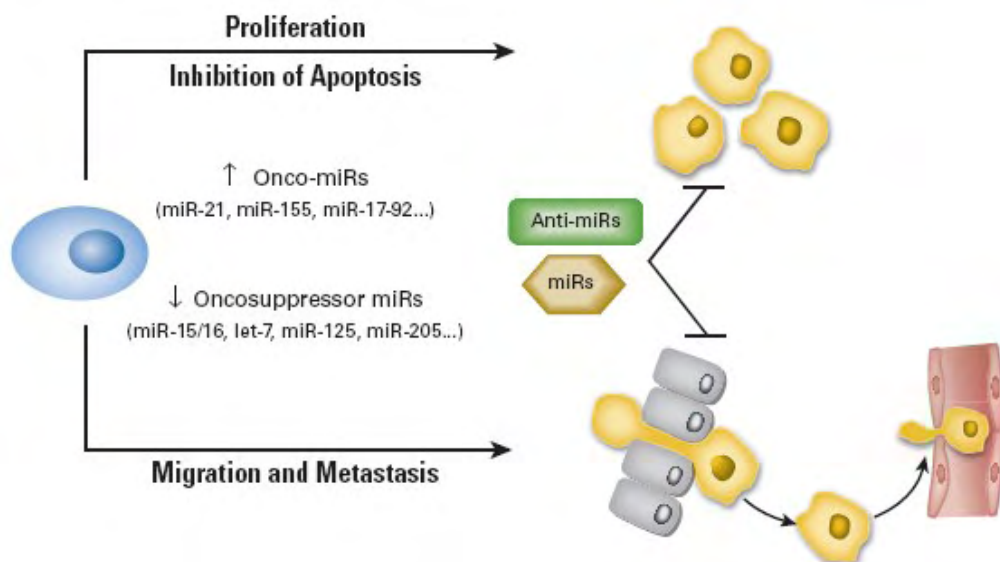 Proliferation
Inhibition of Apoptosis
↑ Onco-miRs
(miR-21, miR-155, miR-17-92...)
Anti-miRs
miRs
↓ Oncosuppressor miRs
(miR-15/16, let-7, miR-125, miR-205...)
Migration and Metastasis